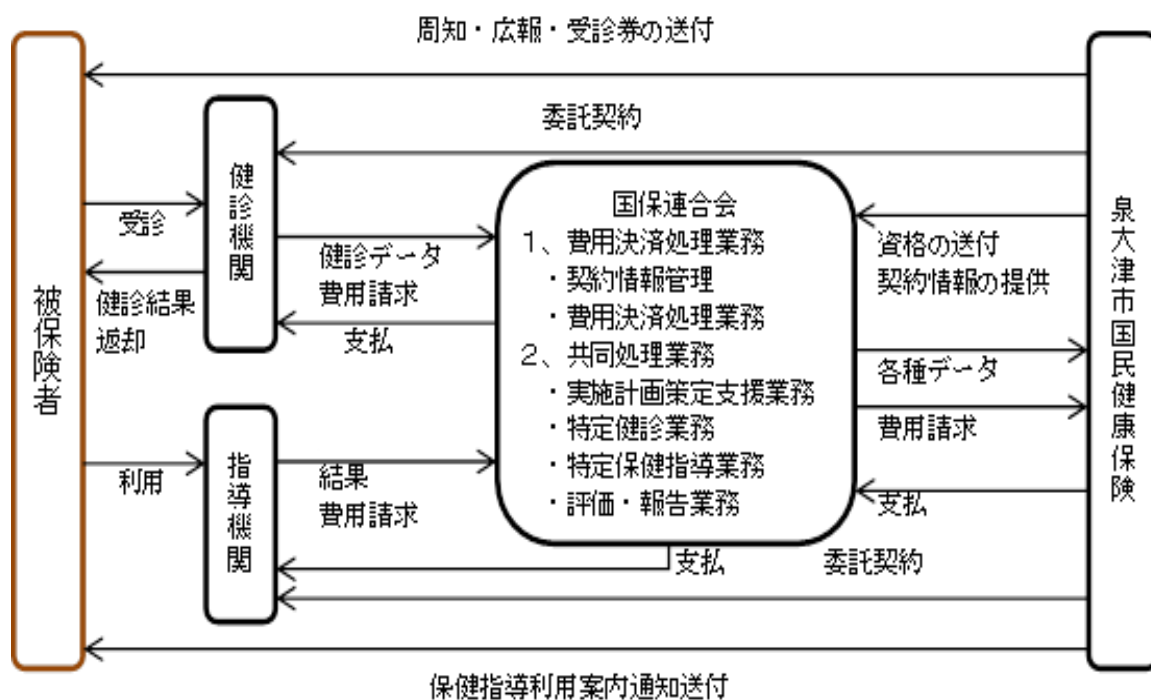 周知・広報・受診券の送付
委託契約
被保険者
健診機関
受診
健診結果
返却
健診データ
費用請求
支払
国保連合会
1、費用決済処理業務
・契約情報管理
・費用決済処理業務
2、共同処理業務
・実施計画策定支援業務
・特定健診業務
・特定保健指導業務
・評価・報告業務
資格の送付
契約情報の提供
各種データ
費用請求
支払
泉大津市国民健康保険
指導機関
利用
結果
費用請求
支払
委託契約
保健指導利用案内通知送付